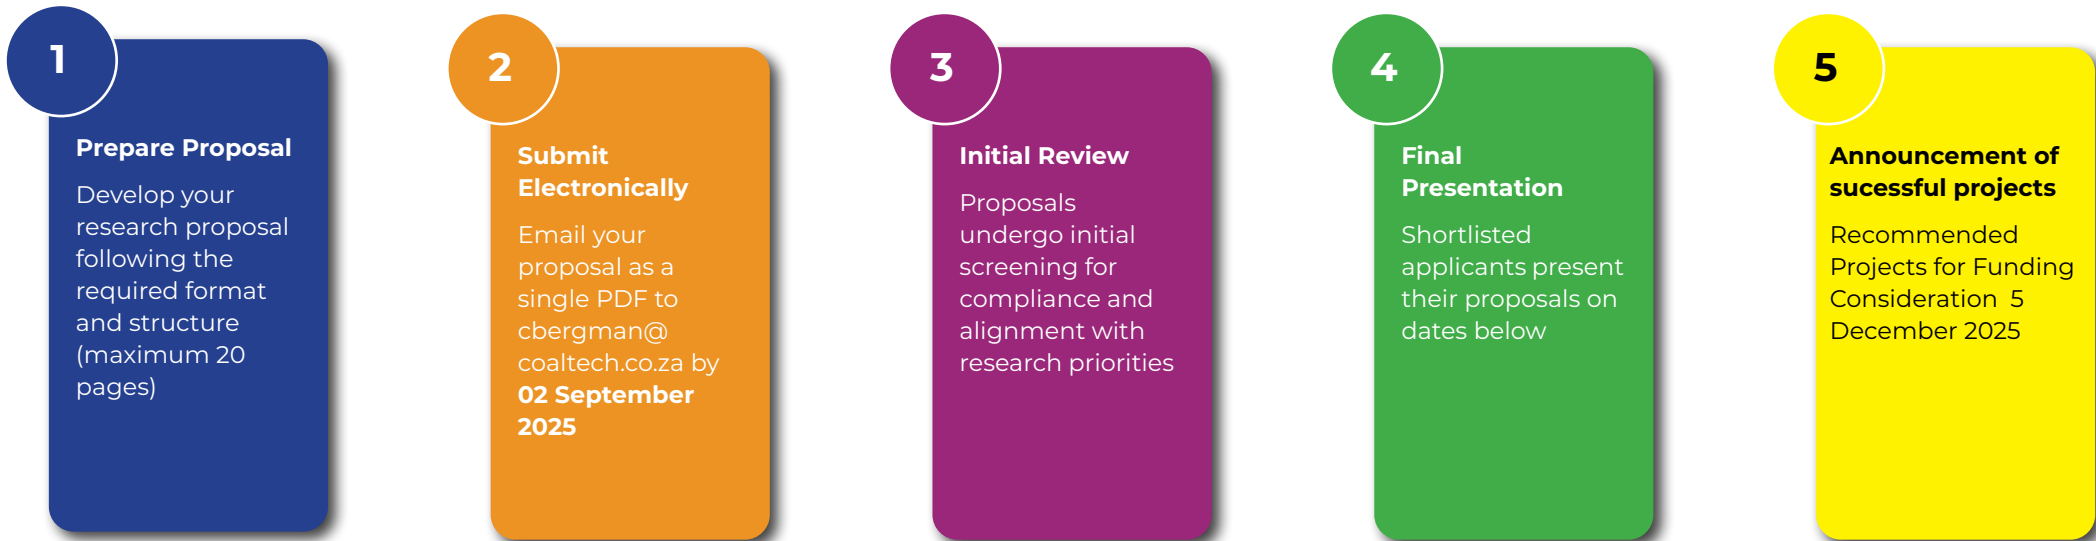 1
Prepare Proposal
Develop your
research proposal
following the
required format
and structure
(maximum 20
pages)
2
Submit
Electronically
Email your
proposal as a
single PDF to
cbergman@
coaltech.co.za by
02 September
2025
3
Initial Review
Proposals
undergo initial
screening for
compliance and
alignment with
research priorities
4
Final
Presentation
Shortlisted
applicants present
their proposals on
dates below
5
Announcement of
sucessful projects
Recommended
Projects for Funding
Consideration 5
December 2025